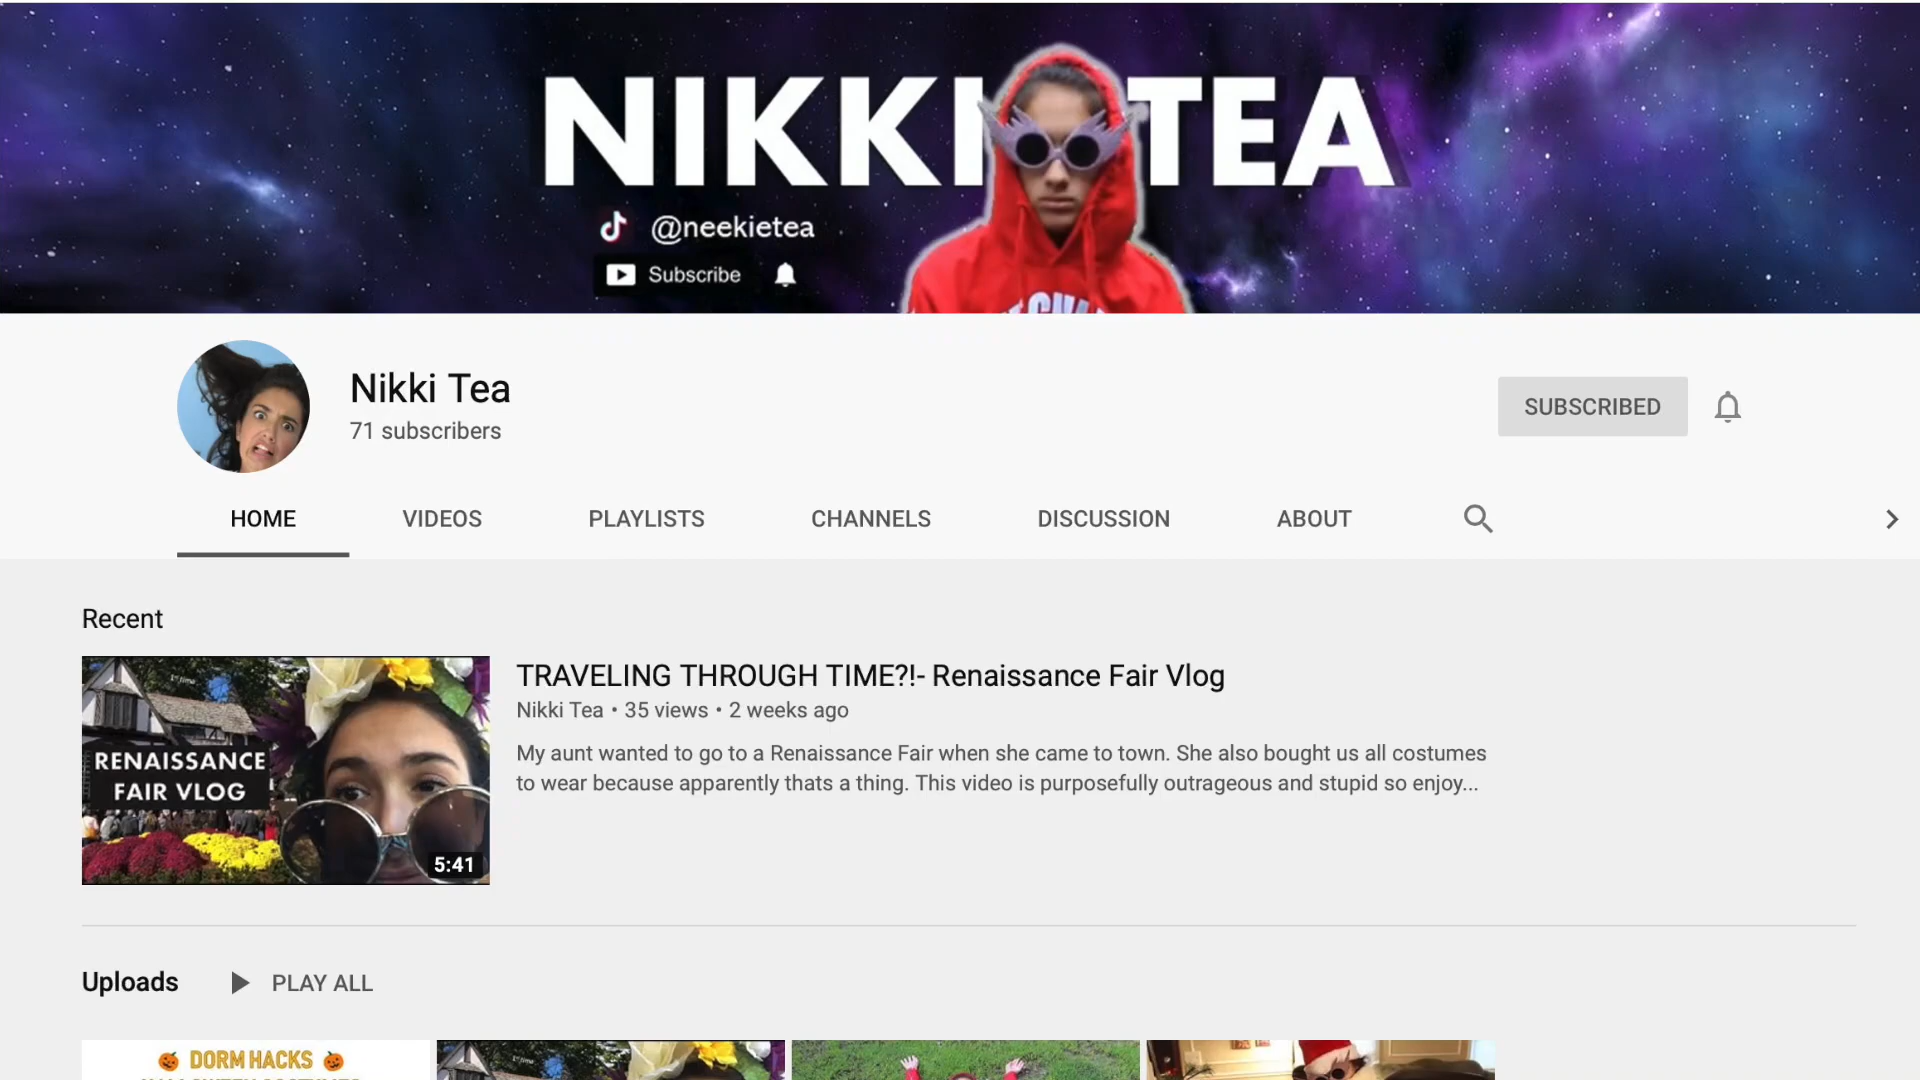 NIKKI TEA
@neekietea
Subscribe
Nikki Tea
71 subscribers
SUBSCRIBED
HOME VIDEOS PLAYLISTS CHANNELS DISCUSSION ABOUT
Recent
RENAISSANCE
FAIR VLOG
5:41
TRAVELING THROUGH TIME?!- Renaissance Fair Vlog
Nikki Tea • 35 views • 2 weeks ago
My aunt wanted to go to a Renaissance Fair when she came to town. She also bought us all costumes
to wear because apparently thats a thing. This video is purposefully outrageous and stupid so enjoy...
Uploads PLAY ALL
DORM HACKS